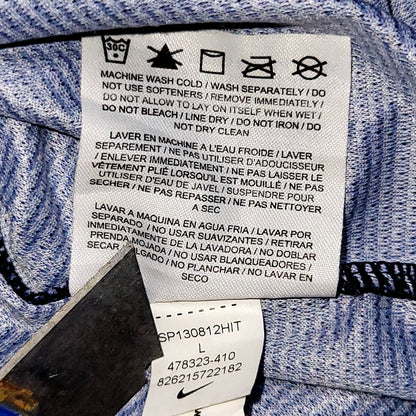 30C
MACHINE WASH COLD / WASH SEPARATELY / DO
NOT USE SOFTENERS / REMOVE IMMEDIATELY /
DO NOT ALLOW TO LAY ON ITSELF WHEN WET /
DO NOT BLEACH / LINE DRY / DO NOT IRON / DO
NOT DRY CLEAN
LAVER EN MACHINE A L'EAU FROIDE / LAVER
SEPAREMENT / NE PAS UTILISER D'ADOUCISSEUR
/ ENLEVER IMMEDIATEMENT / NE PAS LAISSER LE
VÊTEMENT PLIÉ LORSQU'IL EST MOUILLÉ / NE PAS
UTILISER D'EAU DE JAVEL / SUSPENDRE POUR
SECHER / NE PAS REPASSER / NE PAS NETTOYER
A SEC
LAVAR A MAQUINA EN AGUA FRIA / LAVAR POR
SEPARADO / NO USAR SUAVIZANTES / RETIRAR
INMEDIATAMENTE DE LA LAVADORA / NO DOBLAR
PRENDA MOJADA / NO USAR BLANQUEADORES /
SECAR COLGADO / NO PLANCHAR / NO LAVAR EN
SECO
SP130812HIT
L
478323-410
826215722182